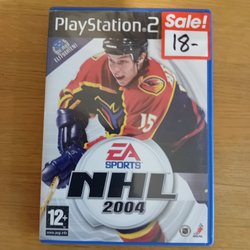 PlayStation 2
Sale!
18-
15
EA
SPORTS
NHL
2004
12+